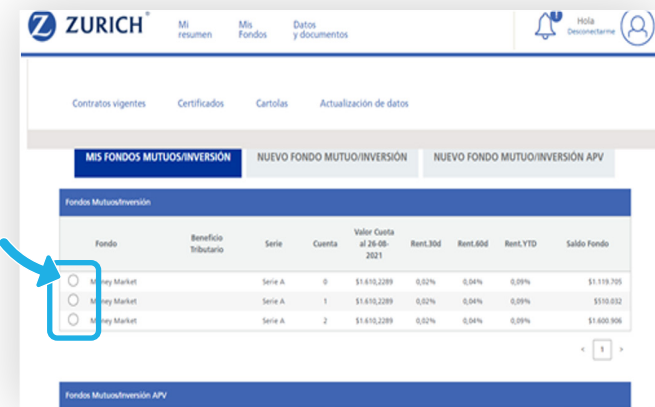 ZURICH
Mi resumen
Mis Fondos
Datos y documentos
Hola
Desconectarme
Contratos vigentes Certificados Cartolas Actualización de datos
MIS FONDOS MUTUOS/INVERSIÓN NUEVO FONDO MUTUO/INVERSIÓN NUEVO FONDO MUTUO/INVERSIÓN APV
Fondos Mutuos/Inversión
Fondo Beneficio Tributario Serie Cuenta Valor Cuota al 26-08-2021 Rent.30d Rent.60d Rent.YTD Saldo Fondo
Money Market Serie A 0 $1.610,2289 0,02% 0,04% 0,09% $1.119.705
Money Market Serie A 1 $1.610,2289 0,02% 0,04% 0,09% $510.032
Money Market Serie A 2 $1.610,2289 0,02% 0,04% 0,09% $1.600.906
< 1 >
Fondos Mutuos/Inversión APV